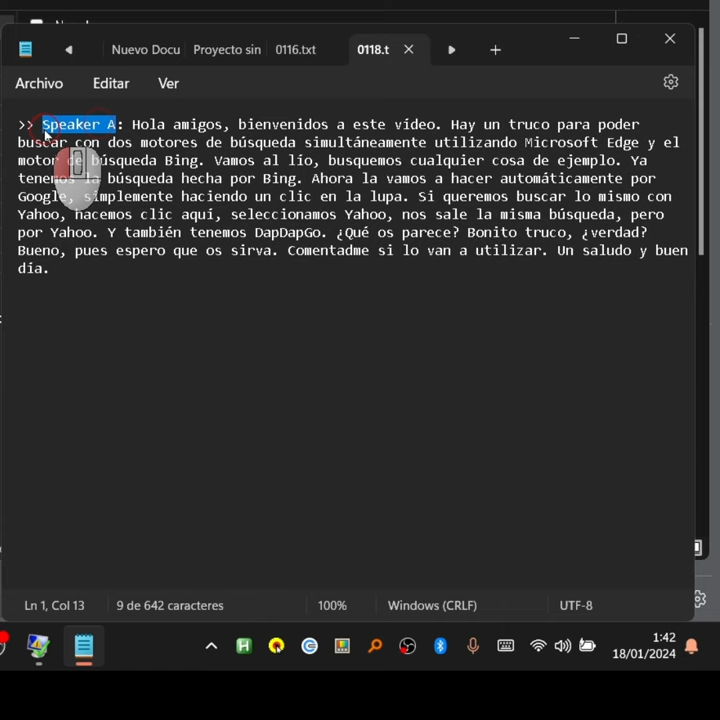 Nuevo Docu Proyecto sin 0116.txt 0118.t
Archivo Editar Ver
>> Speaker A: Hola amigos, bienvenidos a este vídeo. Hay un truco para poder
buscar con dos motores de búsqueda simultáneamente utilizando Microsoft Edge y el
motor de búsqueda Bing. Vamos al lío, busquemos cualquier cosa de ejemplo. Ya
tenemos la búsqueda hecha por Bing. Ahora la vamos a hacer automáticamente por
Google, simplemente haciendo un clic en la lupa. Si queremos buscar lo mismo con
Yahoo, hacemos clic aquí, seleccionamos Yahoo, nos sale la misma búsqueda, pero
por Yahoo. Y también tenemos DapDapGo. ¿Qué os parece? Bonito truco, ¿verdad?
Bueno, pues espero que os sirva. Comentadme si lo van a utilizar. Un saludo y buen
día.
Ln 1, Col 13 9 de 642 caracteres 100% Windows (CRLF) UTF-8
1:42
18/01/2024